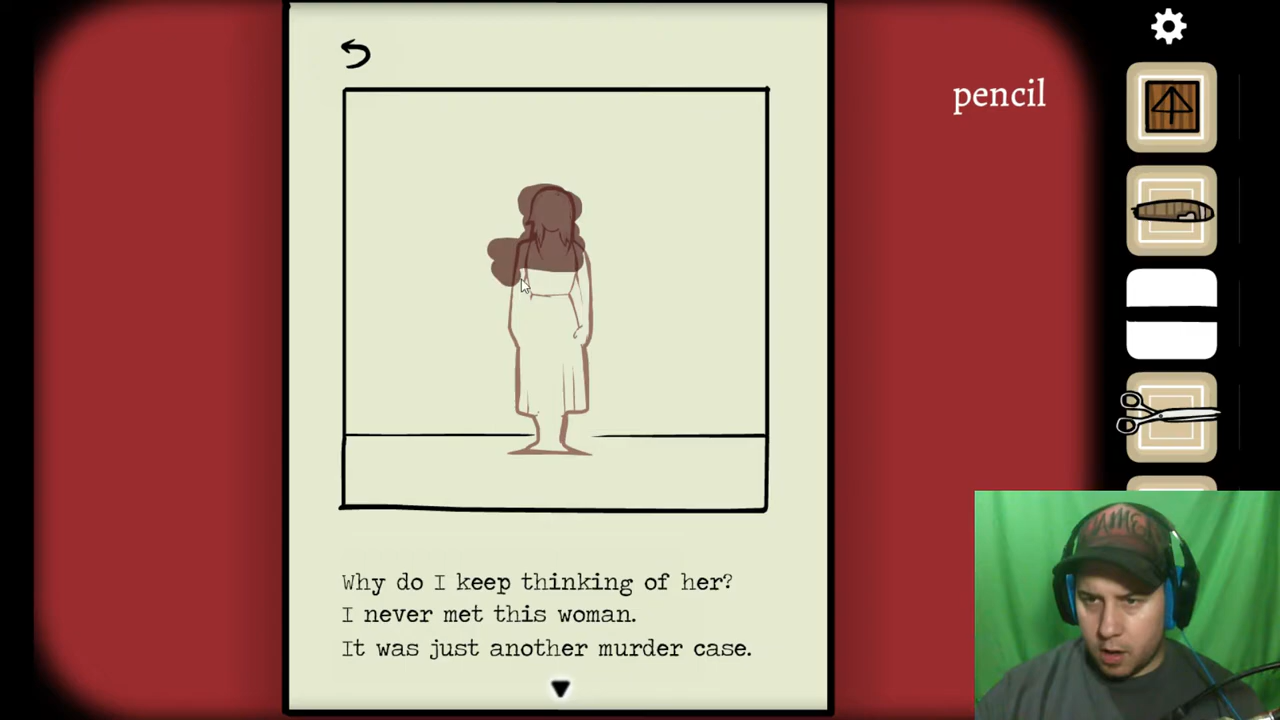 pencil
Why do I keep thinking of her?
I never met this woman.
It was just another murder case.